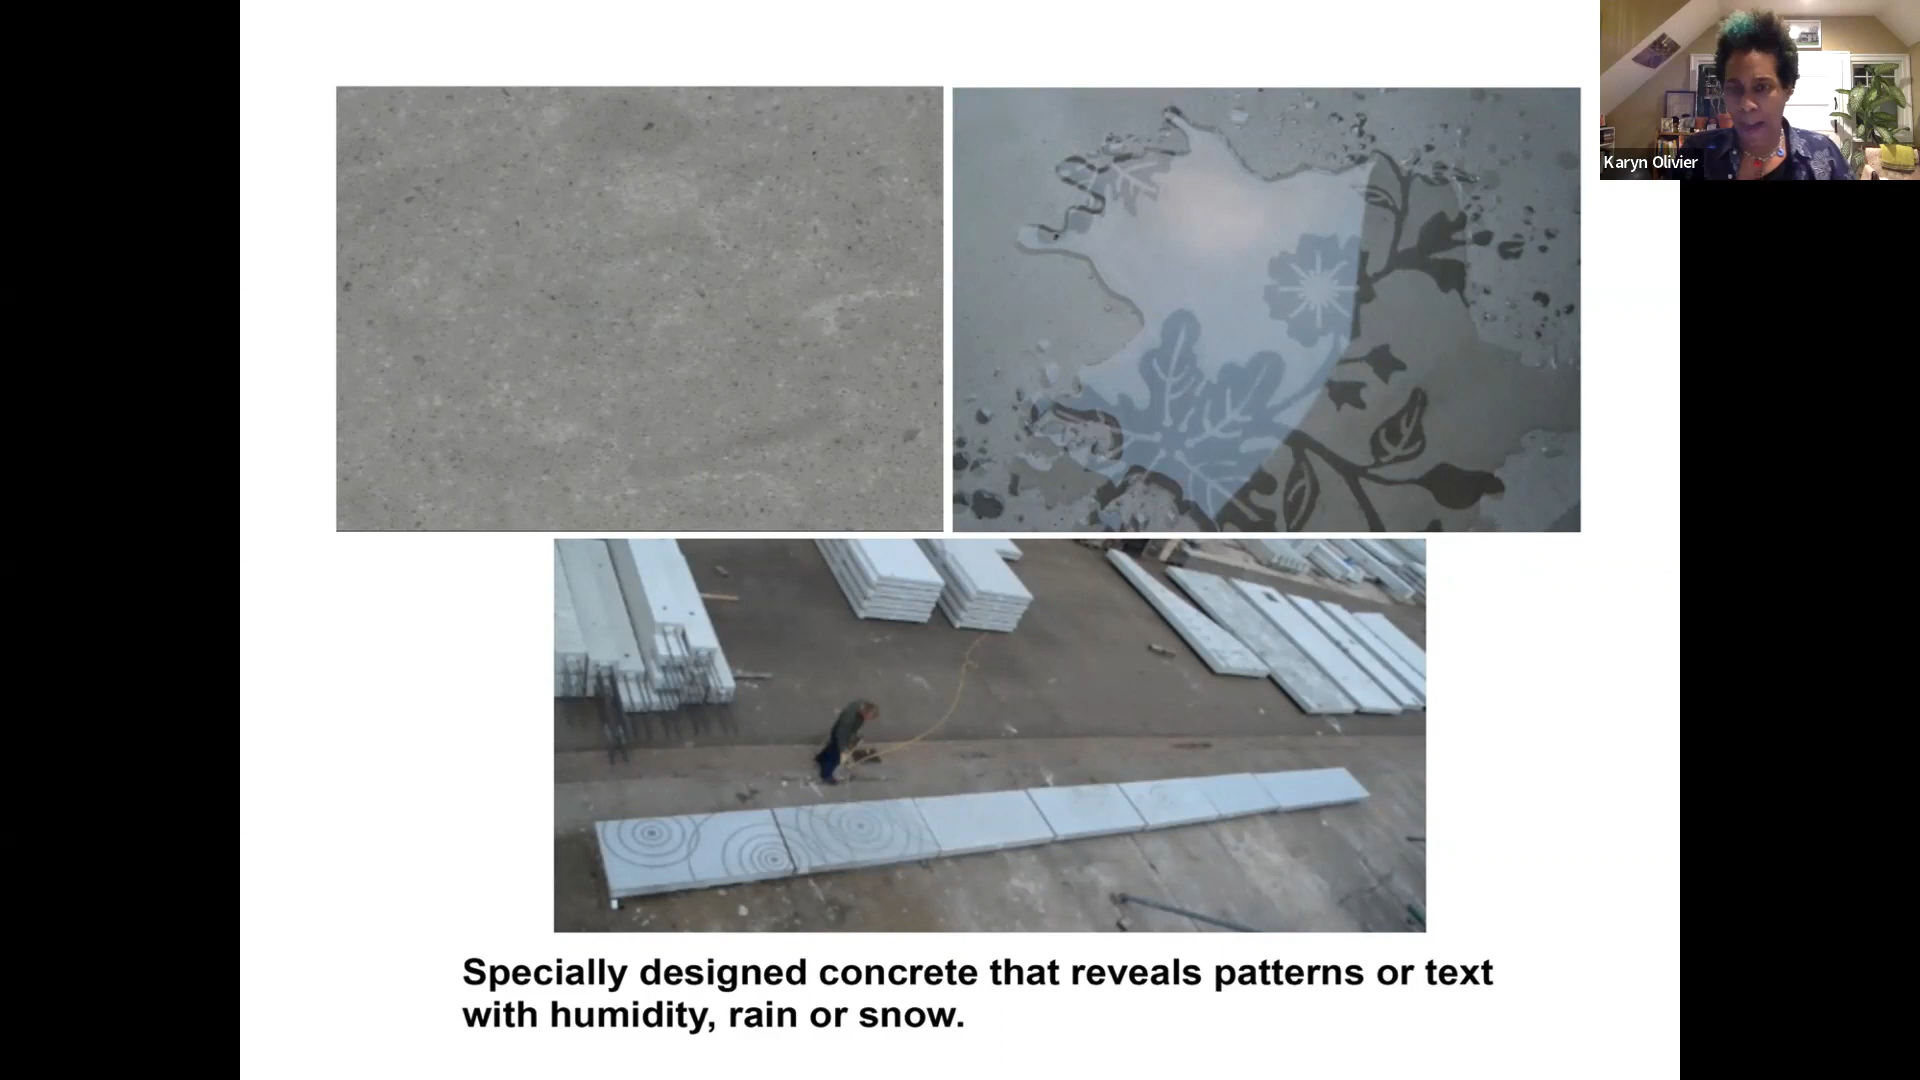 Karyn Olivier
Specially designed concrete that reveals patterns or text
with humidity, rain or snow.